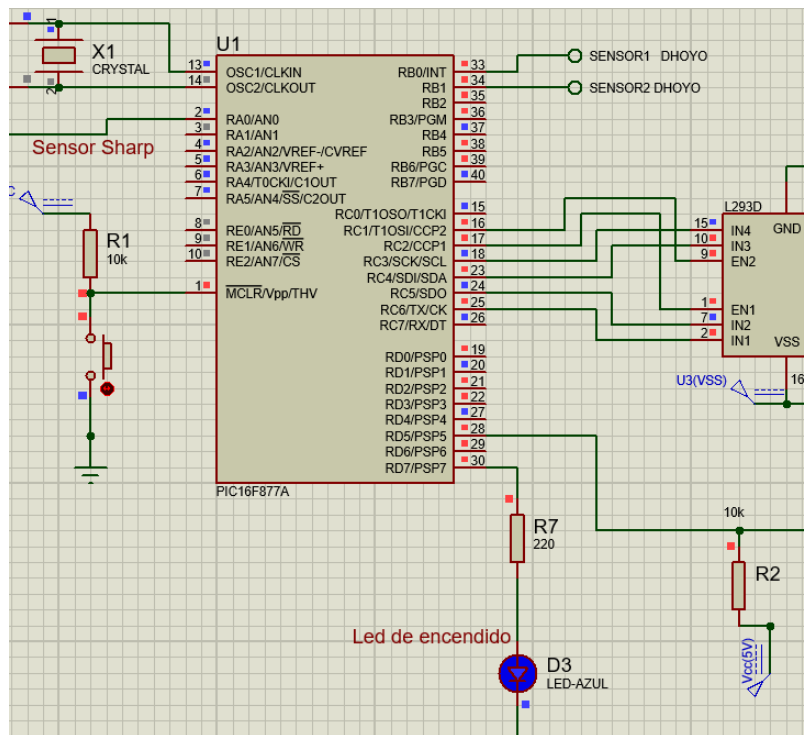 X1
CRYSTAL
1
2
U1
13
OSC1/CLKIN
14
OSC2/CLKOUT
2
RA0/AN0
3
RA1/AN1
4
RA2/AN2/VREF-/CVREF
5
RA3/AN3/VREF+
6
RA4/T0CKI/C1OUT
7
RA5/AN4/SS/C2OUT
8
RE0/AN5/RD
9
RE1/AN6/WR
10
RE2/AN7/CS
1
MCLR/Vpp/THV
RB0/INT
33
RB1
34
RB2
35
RB3/PGM
36
RB4
37
RB5
38
RB6/PGC
39
RB7/PGD
40
RC0/T1OSO/T1CKI
15
RC1/T1OSI/CCP2
16
RC2/CCP1
17
RC3/SCK/SCL
18
RC4/SDI/SDA
23
RC5/SDO
24
RC6/TX/CK
25
RC7/RX/DT
26
RD0/PSP0
19
RD1/PSP1
20
RD2/PSP2
21
RD3/PSP3
22
RD4/PSP4
27
RD5/PSP5
28
RD6/PSP6
29
RD7/PSP7
30
PIC16F877A
SENSOR1 DHOYO
SENSOR2 DHOYO
Sensor Sharp
C
R1
10k
L293D
15
IN4
10
IN3
9
EN2
1
EN1
7
IN2
2
IN1
GND
VSS
16
U3(VSS)
R7
220
10k
R2
Vcc(5V)
Led de encendido
D3
LED-AZUL